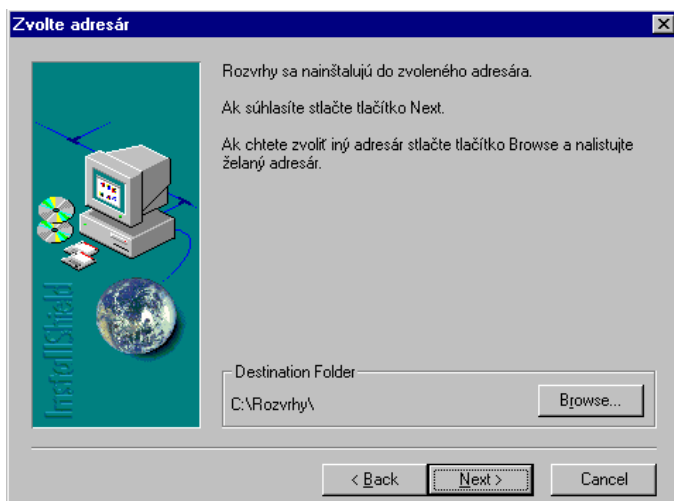 Zvolte adresár
Rozvrhy sa nainštalujú do zvoleného adresára.
Ak súhlasíte stlačte tlačítko Next.
Ak chtete zvoliť iný adresár stlačte tlačítko Browse a nalistujte
želaný adresár.
InstallShield
Destination Folder
C:\Rozvrhy\
Browse...
< Back
Next >
Cancel